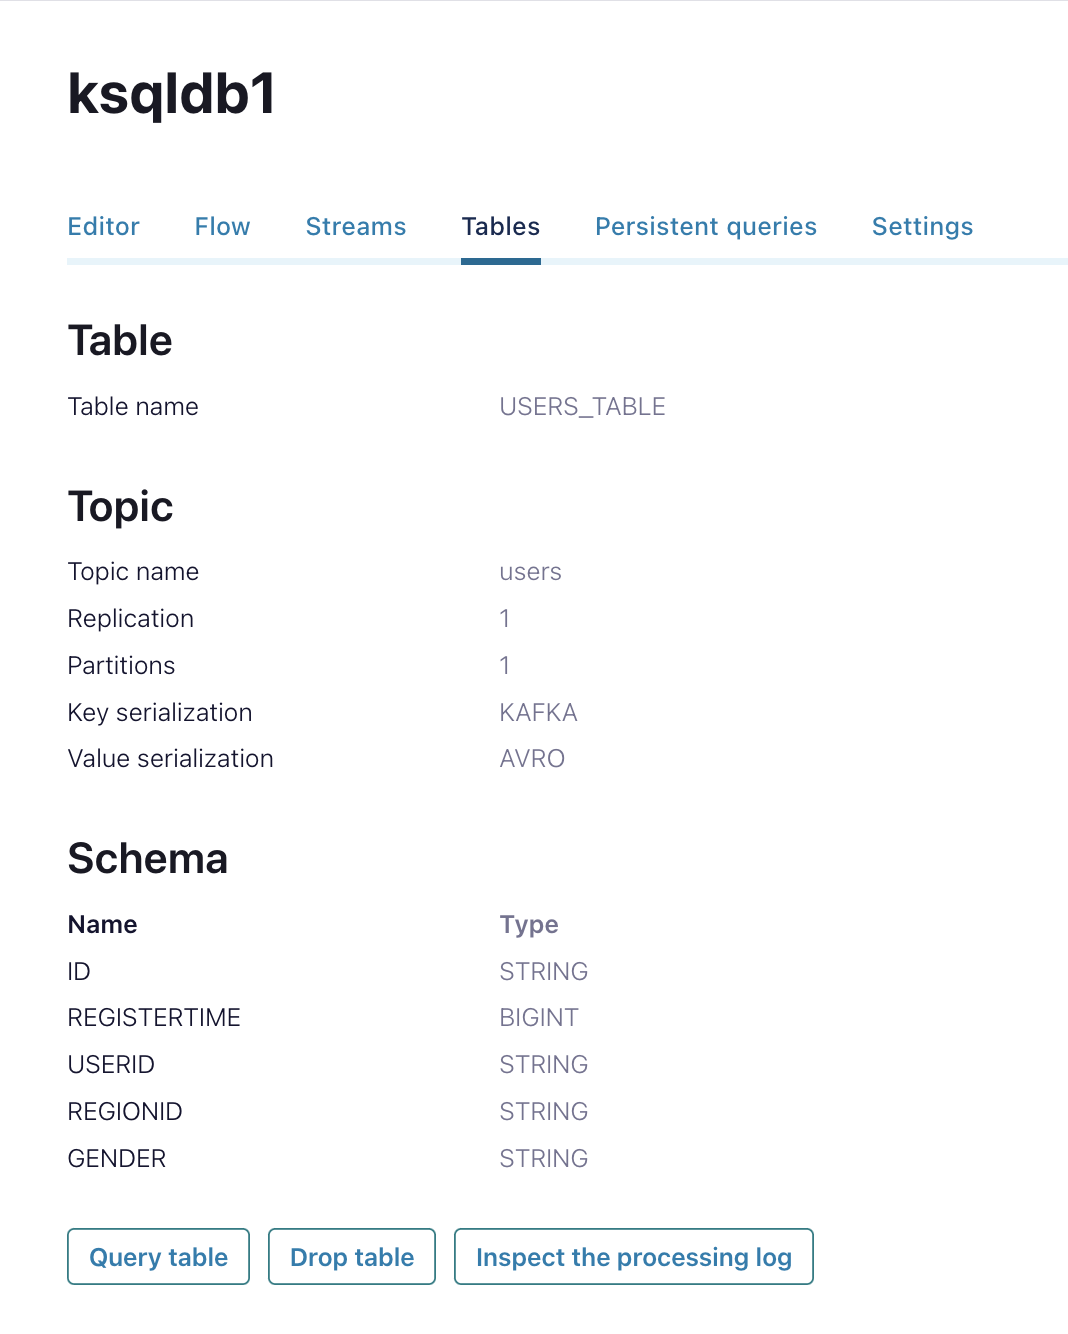 ksqldb1
Editor Flow Streams Tables Persistent queries Settings
Table
Table name USERS_TABLE
Topic
Topic name users
Replication 1
Partitions 1
Key serialization KAFKA
Value serialization AVRO
Schema
Name Type
ID STRING
REGISTERTIME BIGINT
USERID STRING
REGIONID STRING
GENDER STRING
Query table Drop table Inspect the processing log